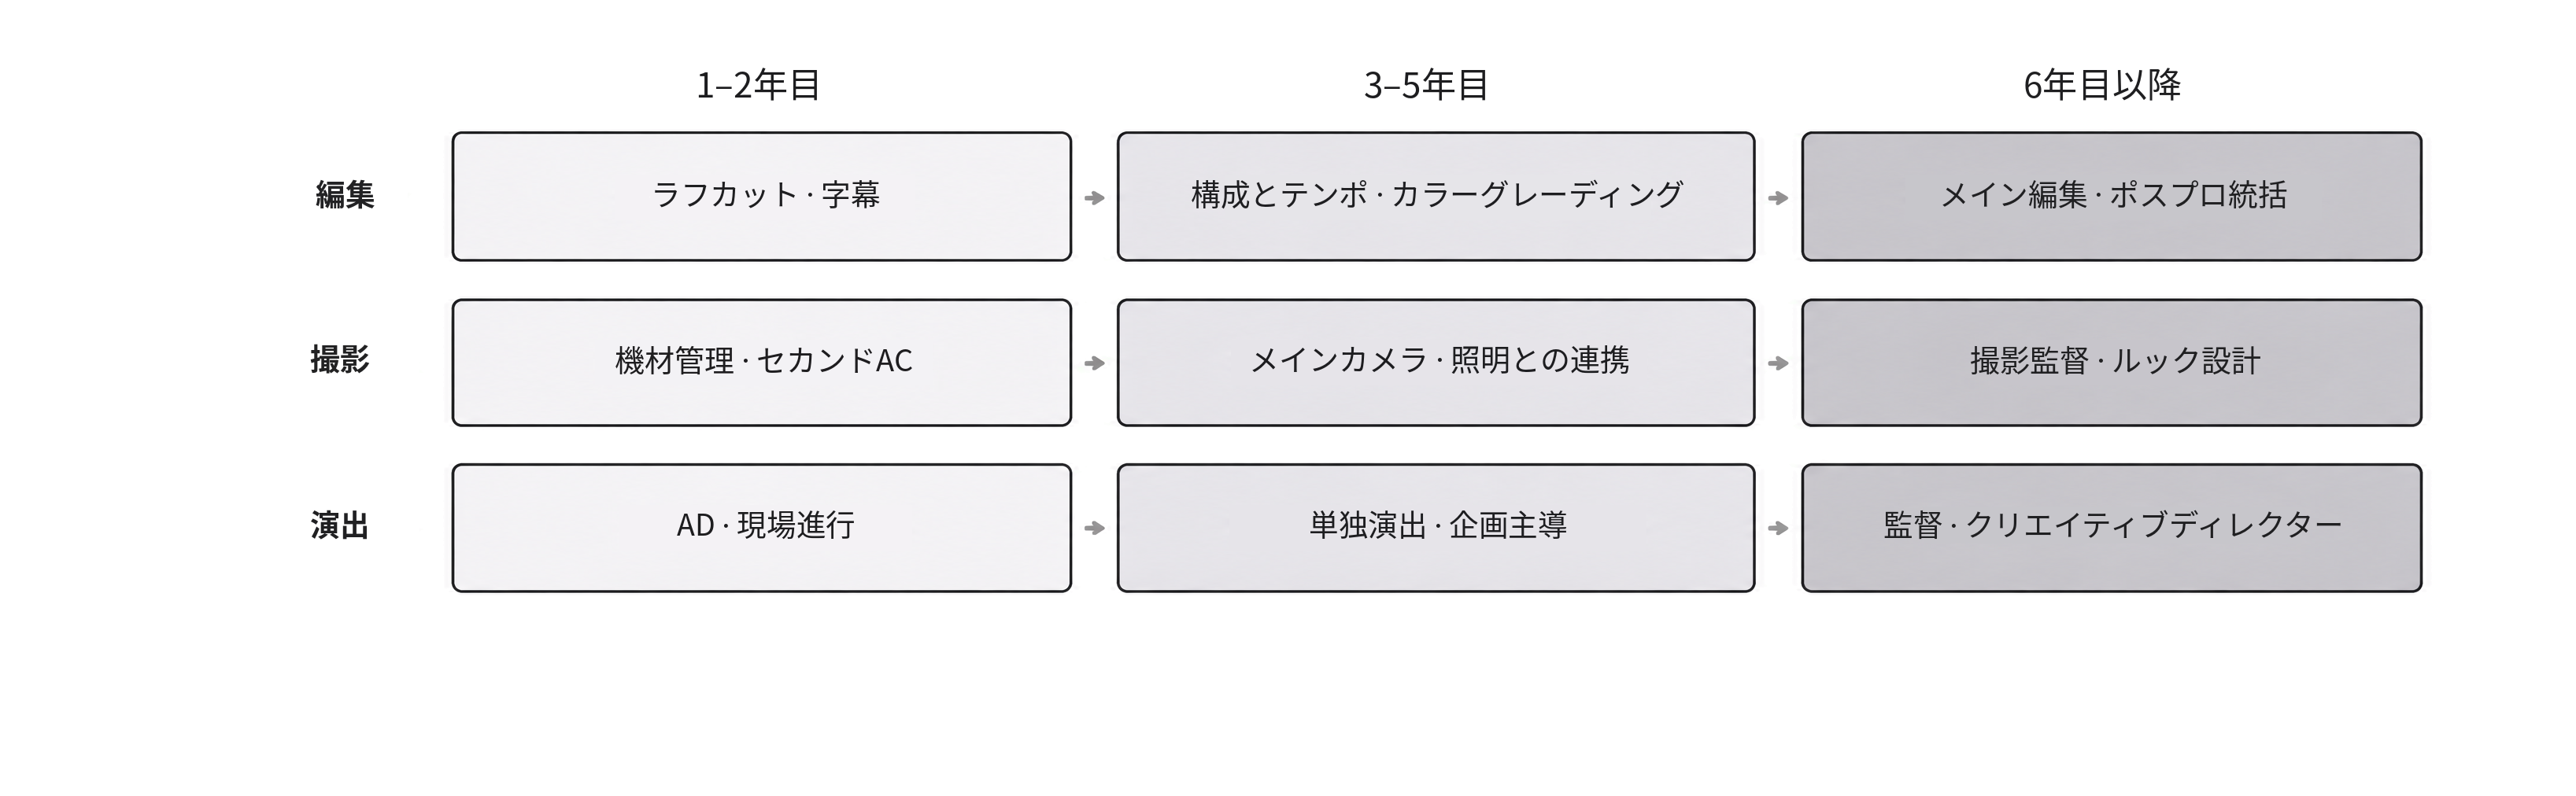 1–2年目 3–5年目 6年目以降
編集 ラフカット · 字幕 構成とテンポ · カラーグレーディング メイン編集 · ポスプロ統括
撮影 機材管理 · セカンドAC メインカメラ · 照明との連携 撮影監督 · ルック設計
演出 AD · 現場進行 単独演出 · 企画主導 監督 · クリエイティブディレクター